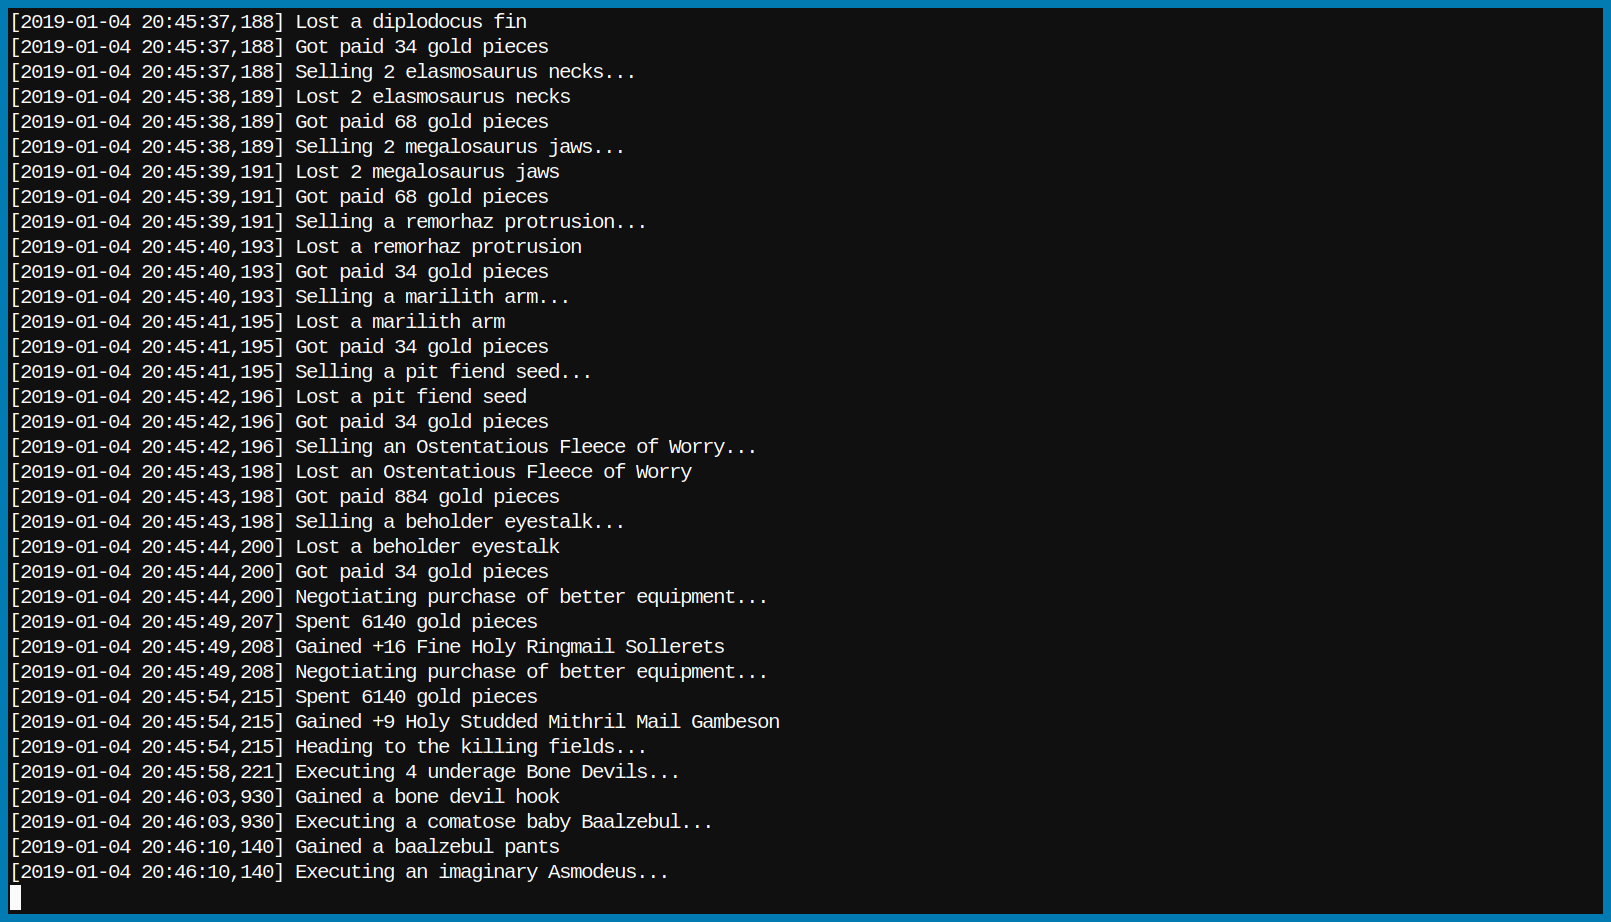 [2019-01-04 20:45:37,188] Lost a diplodocus fin
[2019-01-04 20:45:37,188] Got paid 34 gold pieces
[2019-01-04 20:45:37,188] Selling 2 elasmosaurus necks...
[2019-01-04 20:45:38,189] Lost 2 elasmosaurus necks
[2019-01-04 20:45:38,189] Got paid 68 gold pieces
[2019-01-04 20:45:38,189] Selling 2 megalosaurus jaws...
[2019-01-04 20:45:39,191] Lost 2 megalosaurus jaws
[2019-01-04 20:45:39,191] Got paid 68 gold pieces
[2019-01-04 20:45:39,191] Selling a remorhaz protrusion...
[2019-01-04 20:45:40,193] Lost a remorhaz protrusion
[2019-01-04 20:45:40,193] Got paid 34 gold pieces
[2019-01-04 20:45:40,193] Selling a marilith arm...
[2019-01-04 20:45:41,195] Lost a marilith arm
[2019-01-04 20:45:41,195] Got paid 34 gold pieces
[2019-01-04 20:45:41,195] Selling a pit fiend seed...
[2019-01-04 20:45:42,196] Lost a pit fiend seed
[2019-01-04 20:45:42,196] Got paid 34 gold pieces
[2019-01-04 20:45:42,196] Selling an Ostentatious Fleece of Worry...
[2019-01-04 20:45:43,198] Lost an Ostentatious Fleece of Worry
[2019-01-04 20:45:43,198] Got paid 884 gold pieces
[2019-01-04 20:45:43,198] Selling a beholder eyestalk...
[2019-01-04 20:45:44,200] Lost a beholder eyestalk
[2019-01-04 20:45:44,200] Got paid 34 gold pieces
[2019-01-04 20:45:44,200] Negotiating purchase of better equipment...
[2019-01-04 20:45:49,207] Spent 6140 gold pieces
[2019-01-04 20:45:49,208] Gained +16 Fine Holy Ringmail Sollerets
[2019-01-04 20:45:49,208] Negotiating purchase of better equipment...
[2019-01-04 20:45:54,215] Spent 6140 gold pieces
[2019-01-04 20:45:54,215] Gained +9 Holy Studded Mithril Mail Gambeson
[2019-01-04 20:45:54,215] Heading to the killing fields...
[2019-01-04 20:45:58,221] Executing 4 underage Bone Devils...
[2019-01-04 20:46:03,930] Gained a bone devil hook
[2019-01-04 20:46:03,930] Executing a comatose baby Baalzebul...
[2019-01-04 20:46:10,140] Gained a baalzebul pants
[2019-01-04 20:46:10,140] Executing an imaginary Asmodeus...